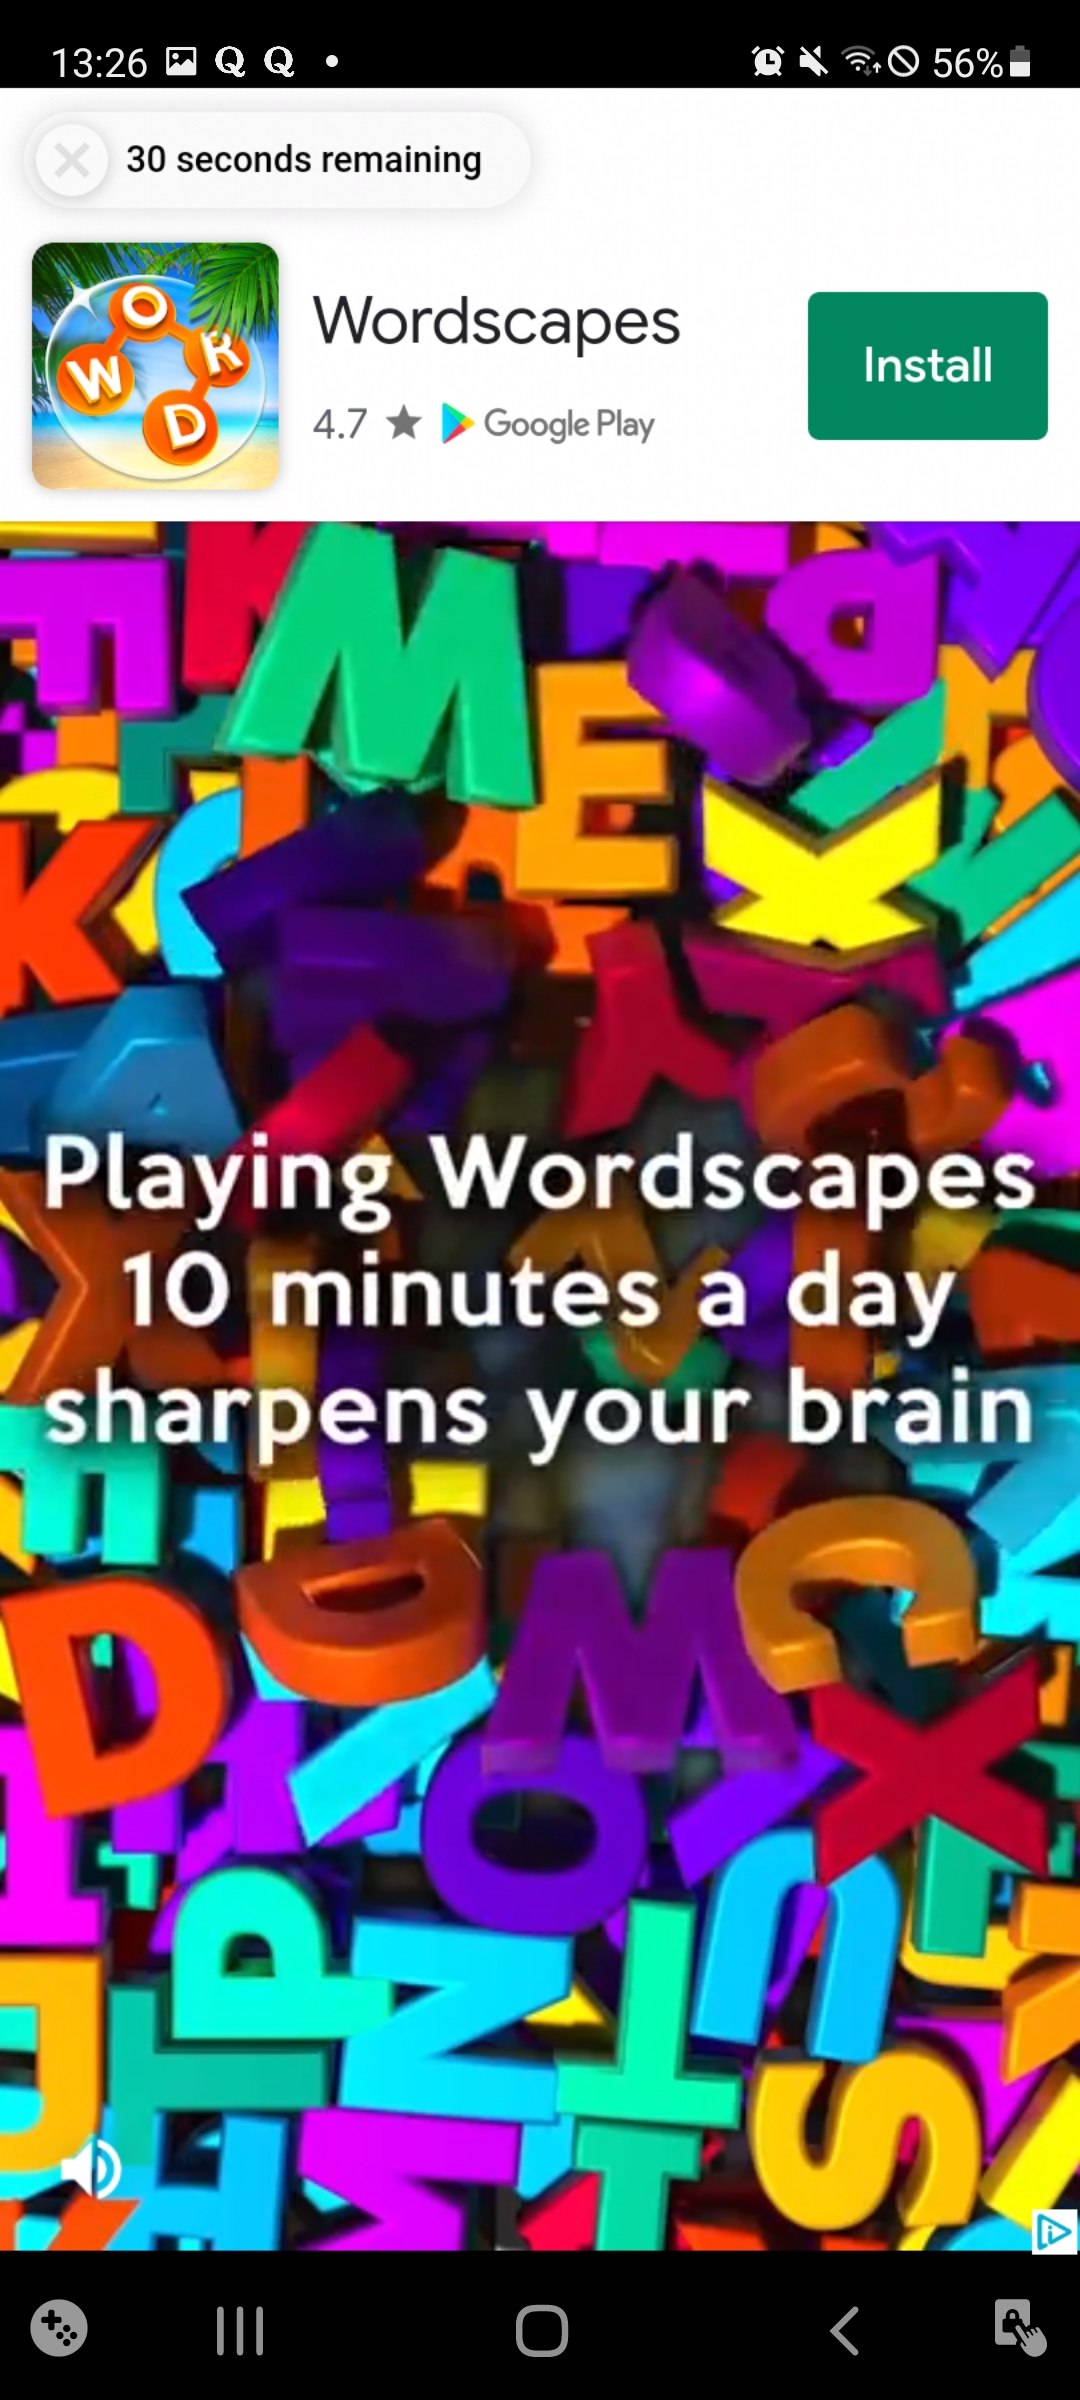 13:26 Q Q 56%
30 seconds remaining
W O R D
Wordscapes
4.7 ★ Google Play
Install
Playing Wordscapes
10 minutes a day
sharpens your brain